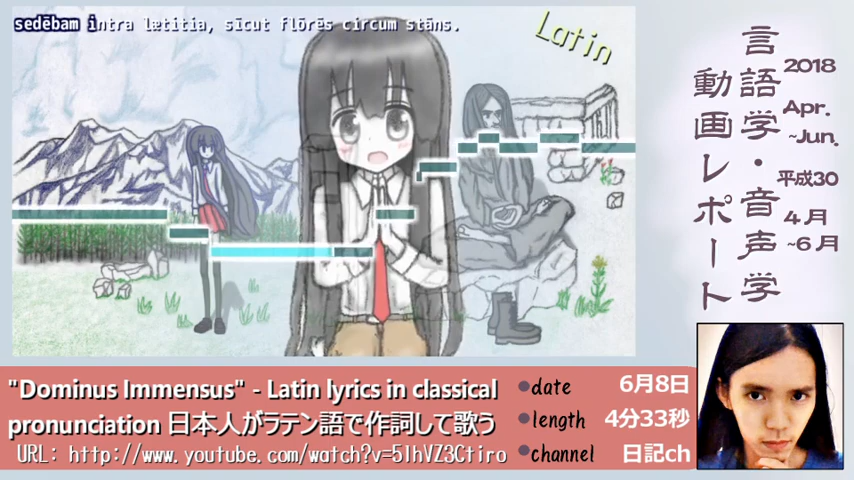 sedēbam intra lætitia, sīcut flōrēs circum stāns.
Latin
言語学・音声学
動画レポート
2018
Apr.
~Jun.
平成30
4月
~6月
"Dominus Immensus" - Latin lyrics in classical
pronunciation 日本人がラテン語で作詞して歌う
URL: http://www.youtube.com/watch?v=5IhVZ3Ctiro
date 6月8日
length 4分33秒
channel 日記ch